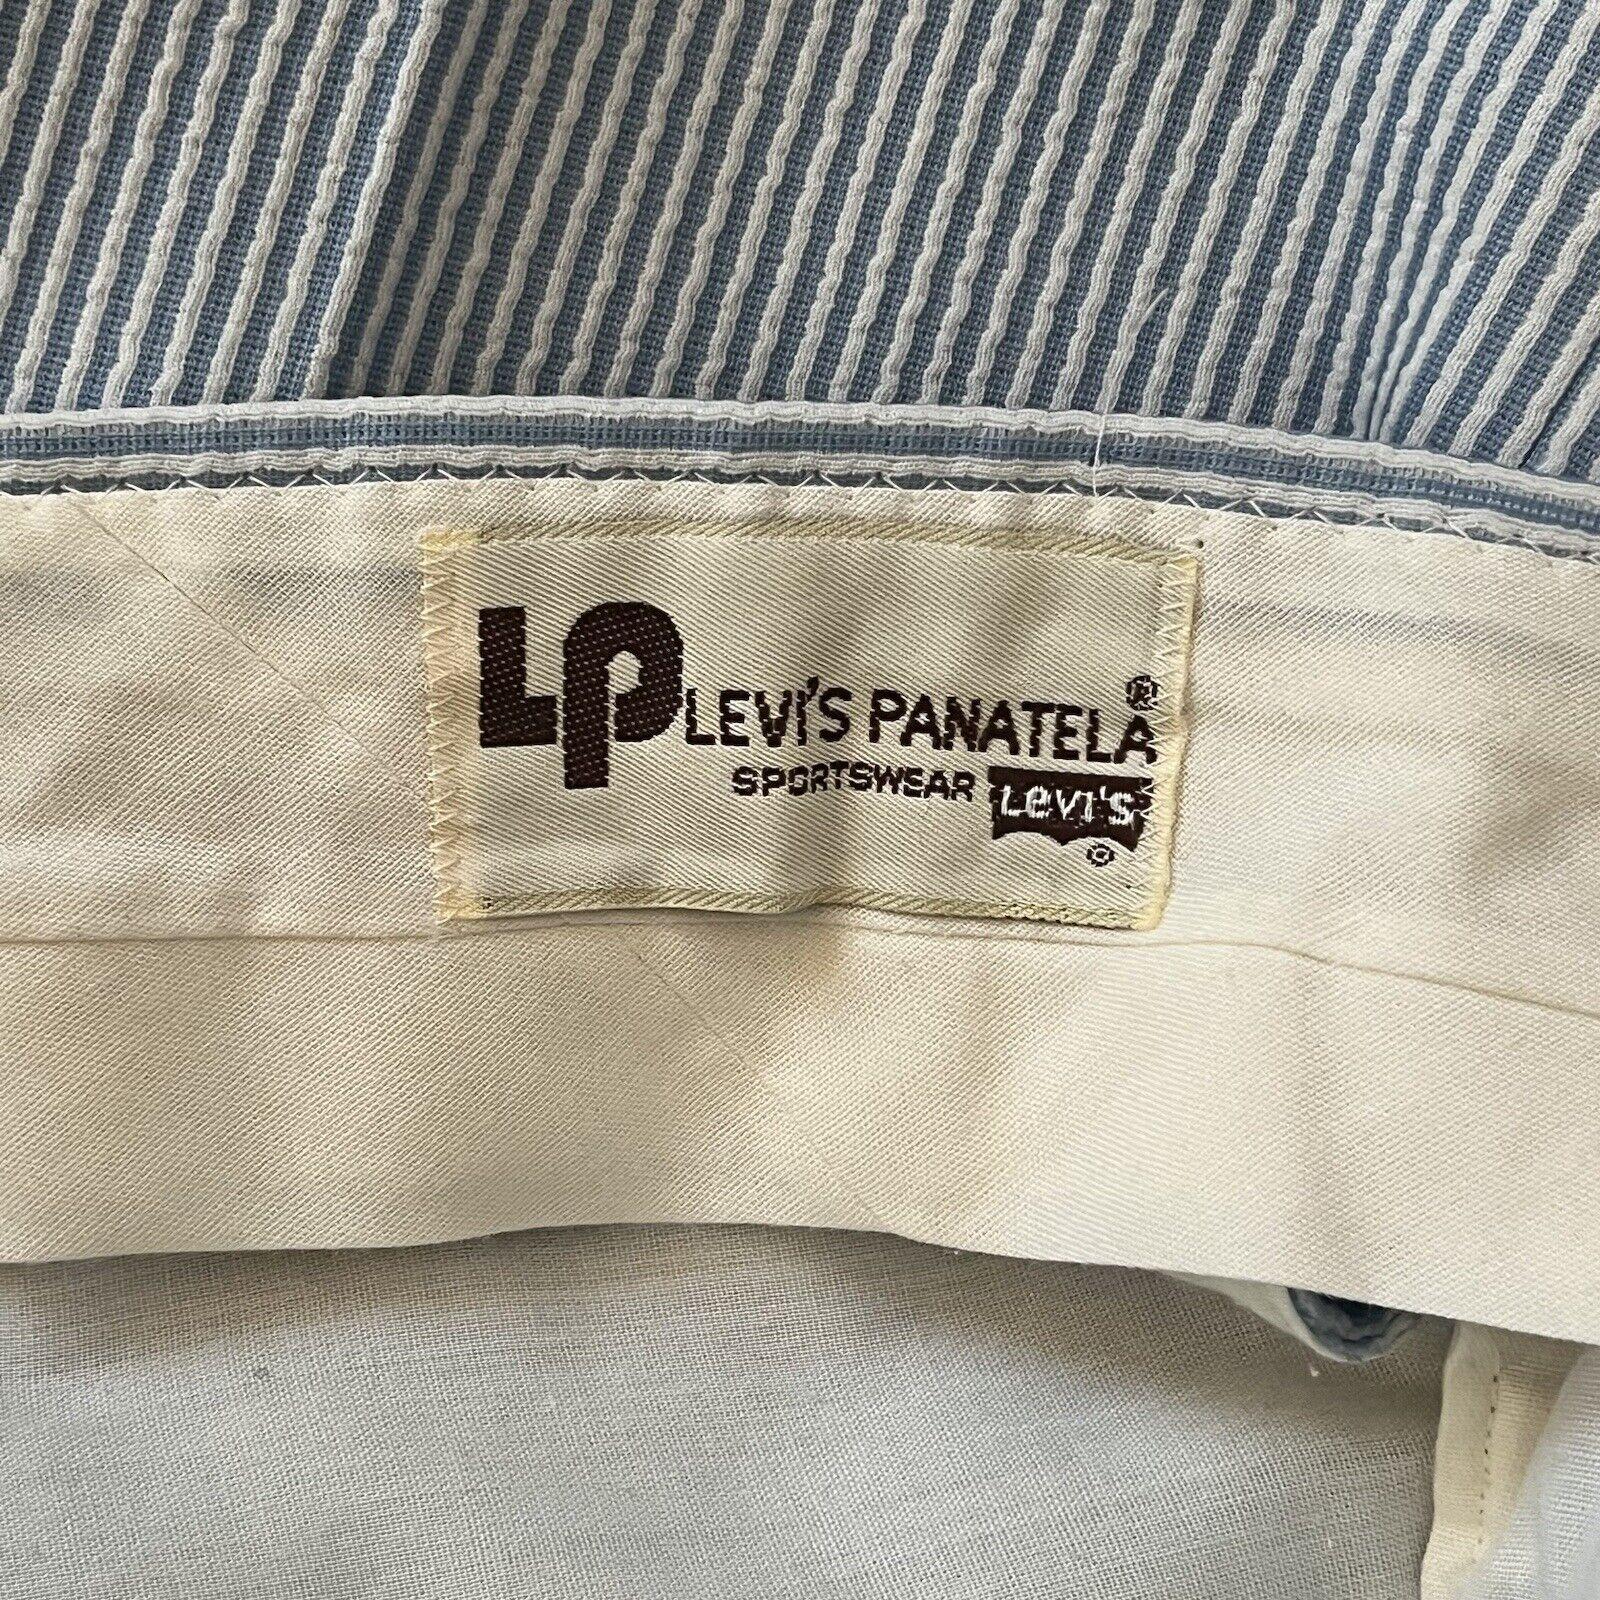 LP LEVI'S PANATELA ®
SPORTSWEAR LEVI'S
®